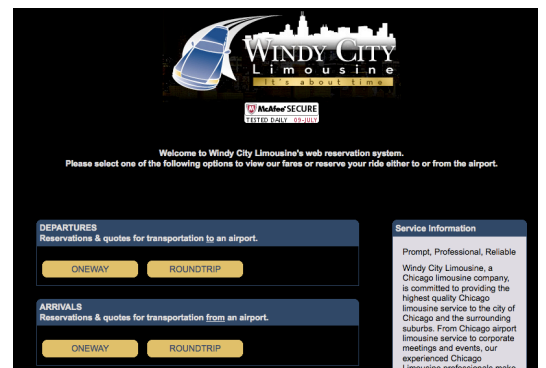 WINDY CITY
Limousine
It's about time
McAfee SECURE
TESTED DAILY 09-JULY
Welcome to Windy City Limousine's web reservation system.
Please select one of the following options to view our fares or reserve your ride either to or from the airport.
DEPARTURES
Reservations & quotes for transportation to an airport.
ONEWAY ROUNDTRIP
ARRIVALS
Reservations & quotes for transportation from an airport.
ONEWAY ROUNDTRIP
Service Information
Prompt, Professional, Reliable
Windy City Limousine, a
Chicago limousine company,
is committed to providing the
highest quality Chicago
limousine service to the city of
Chicago and the surrounding
suburbs. From Chicago airport
limousine service to corporate
meetings and events, our
experienced Chicago
Limousine professionals make